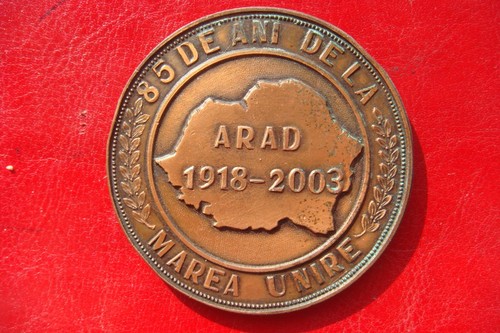 85 DE ANI DE LA
ARAD
1918-2003
MAREA UNIRE